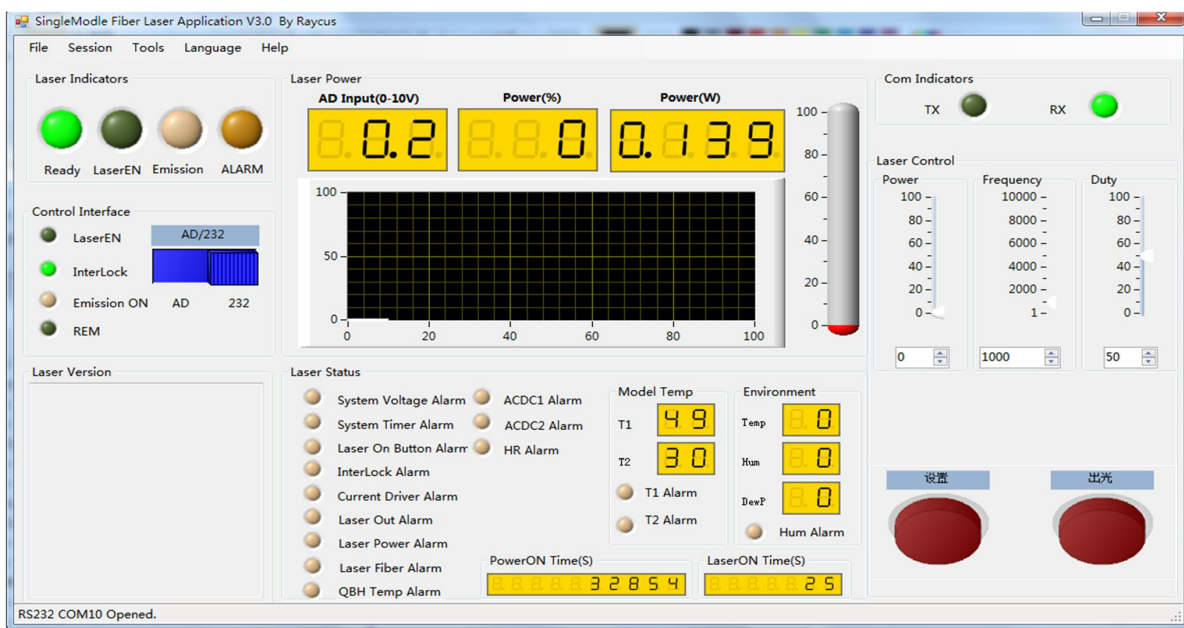 SingleModle Fiber Laser Application V3.0 By Raycus
File Session Tools Language Help
Laser Indicators
Ready LaserEN Emission ALARM
Control Interface
LaserEN
InterLock
Emission ON
REM
AD/232
AD 232
Laser Version
Laser Power
AD Input(0-10V) Power(%) Power(W)
0.2 0 0.139
100
50
0
0 20 40 60 80 100
100
80
60
40
20
0
Laser Status
System Voltage Alarm
System Timer Alarm
Laser On Button Alarm
InterLock Alarm
Current Driver Alarm
Laser Out Alarm
Laser Power Alarm
Laser Fiber Alarm
QBH Temp Alarm
ACDC1 Alarm
ACDC2 Alarm
HR Alarm
Model Temp
T1 49
T2 30
T1 Alarm
T2 Alarm
Environment
Temp 0
Hum 0
DewP 0
Hum Alarm
PowerON Time(S)
32854
LaserON Time(S)
25
Com Indicators
TX RX
Laser Control
Power
100
80
60
40
20
0
0
Frequency
10000
8000
6000
4000
2000
1
1000
Duty
100
80
60
40
20
0
50
设置 出光
RS232 COM10 Opened.